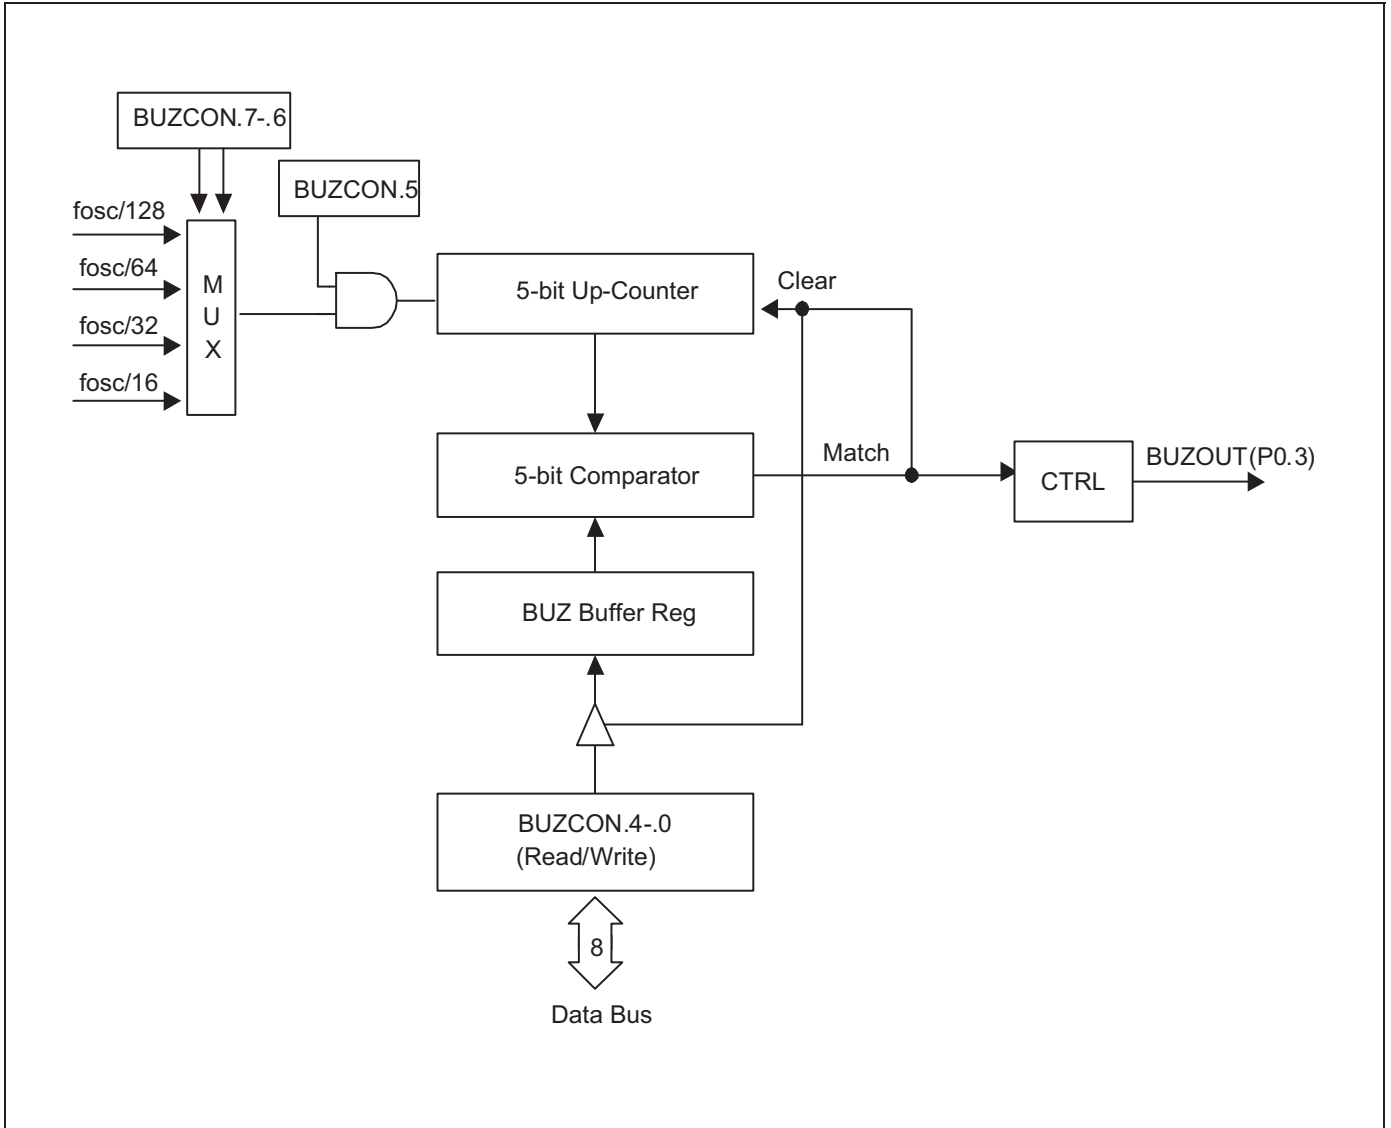 BUZCON.7-.6
BUZCON.5
fosc/128
fosc/64
fosc/32
fosc/16
M
U
X
5-bit Up-Counter
Clear
5-bit Comparator
Match
CTRL
BUZOUT(P0.3)
BUZ Buffer Reg
BUZCON.4-.0
(Read/Write)
8
Data Bus